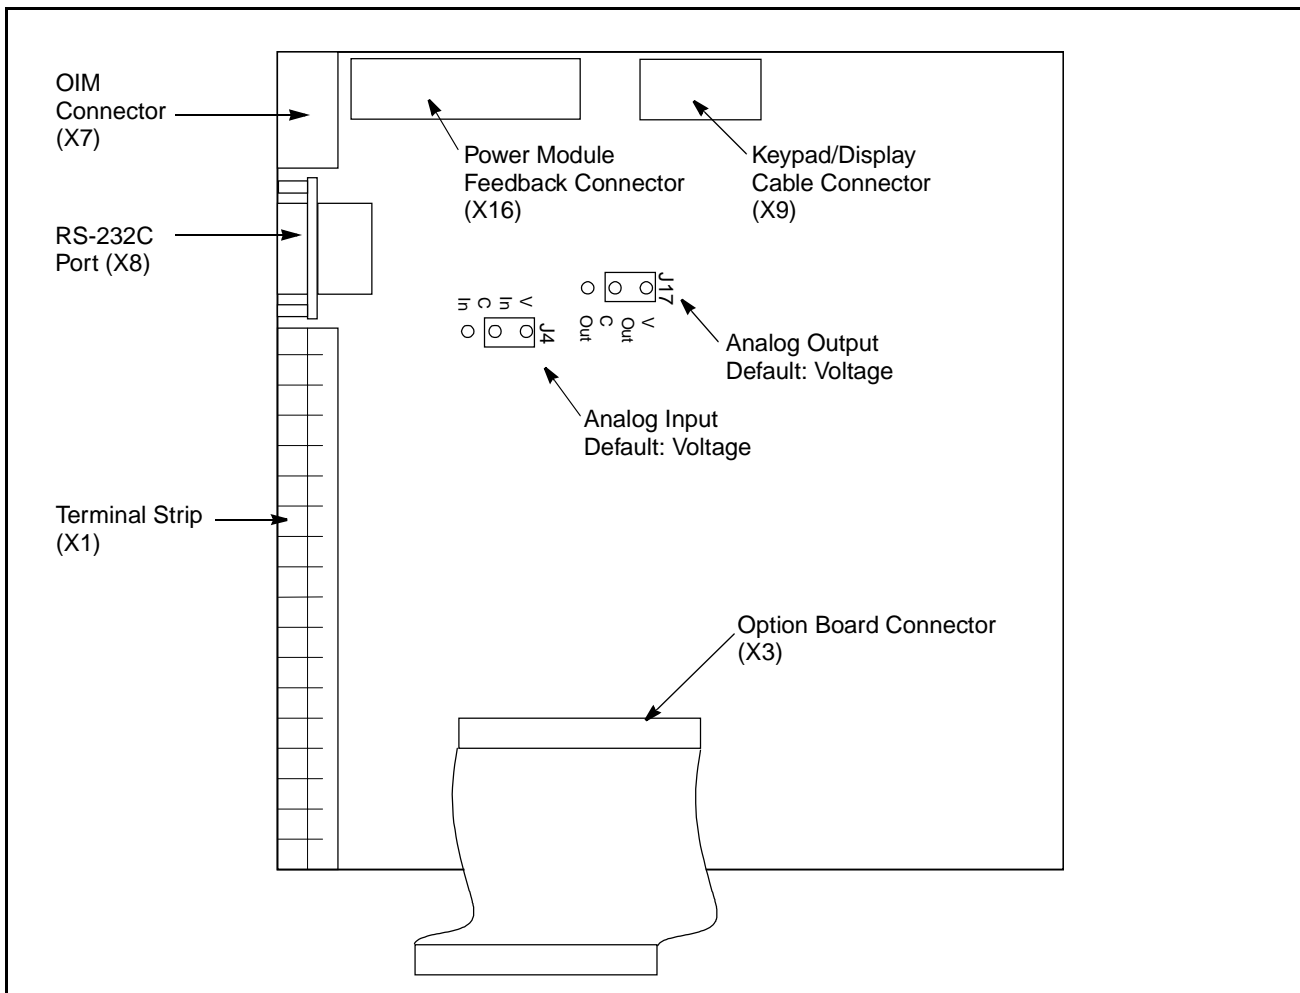 OIM
Connector
(X7)
Power Module
Feedback Connector
(X16)
Keypad/Display
Cable Connector
(X9)
RS-232C
Port (X8)
J17
V
Out
C
Out
V
In
C
In
J4
Analog Output
Default: Voltage
Analog Input
Default: Voltage
Terminal Strip
(X1)
Option Board Connector
(X3)